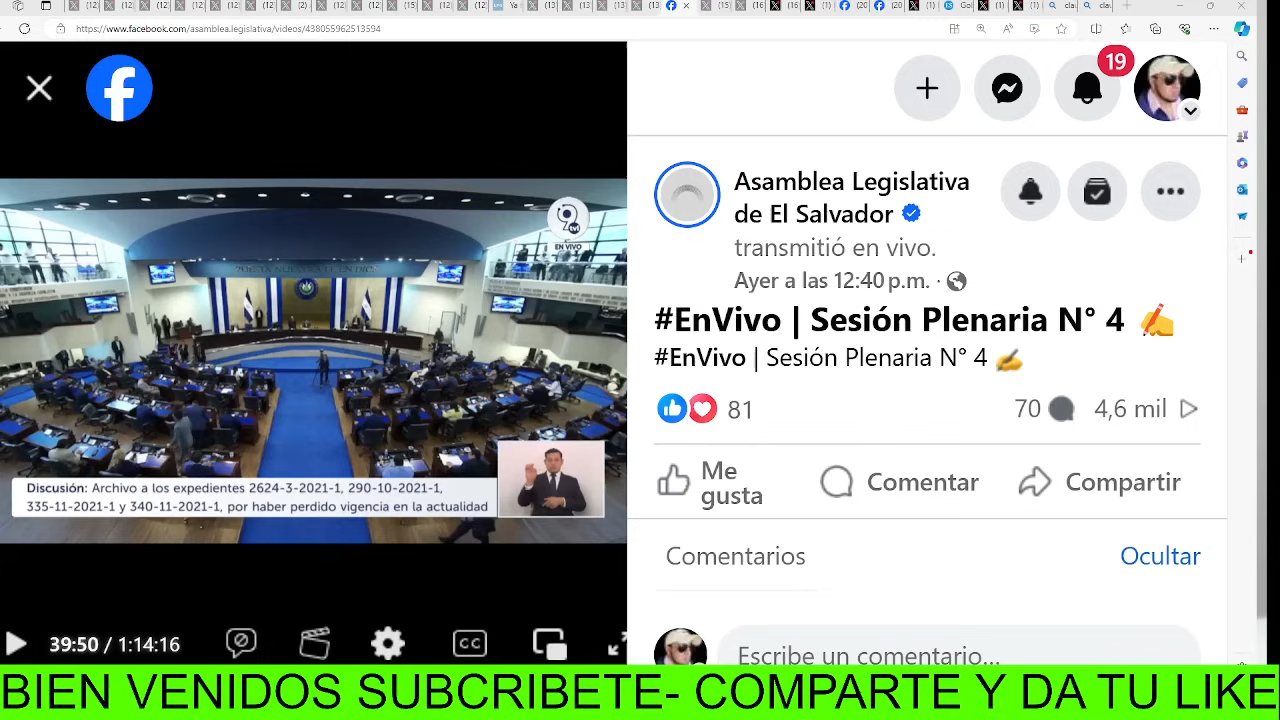 https://www.facebook.com/asamblea.legislativa/videos/438055962513594
19
Asamblea Legislativa
de El Salvador
transmitió en vivo.
Ayer a las 12:40 p.m. ·
#EnVivo | Sesión Plenaria N° 4
#EnVivo | Sesión Plenaria N° 4
81
70
4,6 mil
Me
gusta
Comentar
Compartir
Comentarios
Ocultar
Escribe un comentario...
tvl
EN VIVO
Discusión: Archivo a los expedientes 2624-3-2021-1, 290-10-2021-1,
335-11-2021-1 y 340-11-2021-1, por haber perdido vigencia en la actualidad
39:50 / 1:14:16
CC
BIEN VENIDOS SUBCRIBETE- COMPARTE Y DA TU LIKE